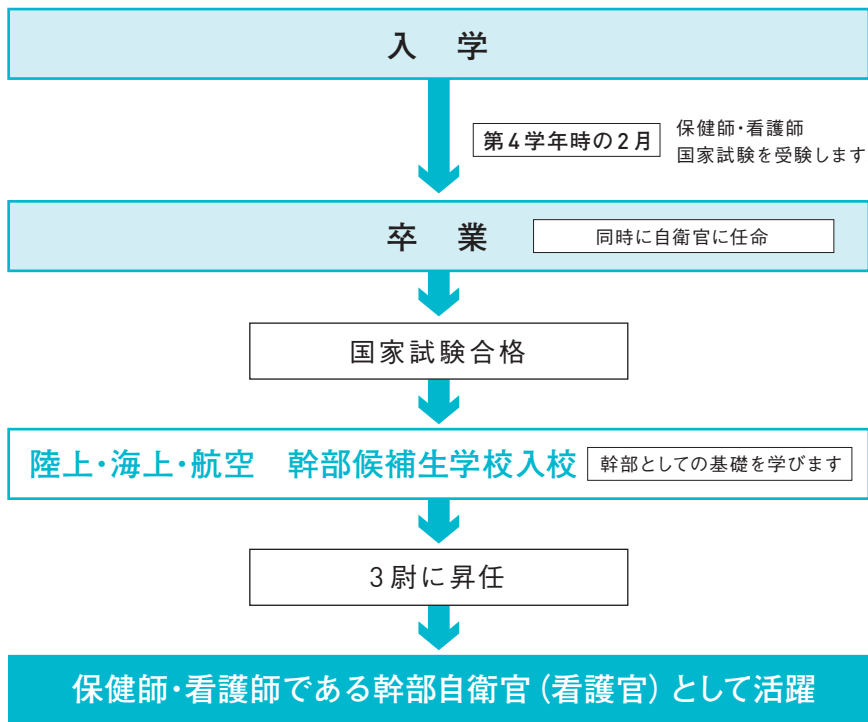 入　学
第4学年時の2月
保健師・看護師
国家試験を受験します
卒　業
同時に自衛官に任命
国家試験合格
陸上・海上・航空　幹部候補生学校入校
幹部としての基礎を学びます
3尉に昇任
保健師・看護師である幹部自衛官（看護官）として活躍